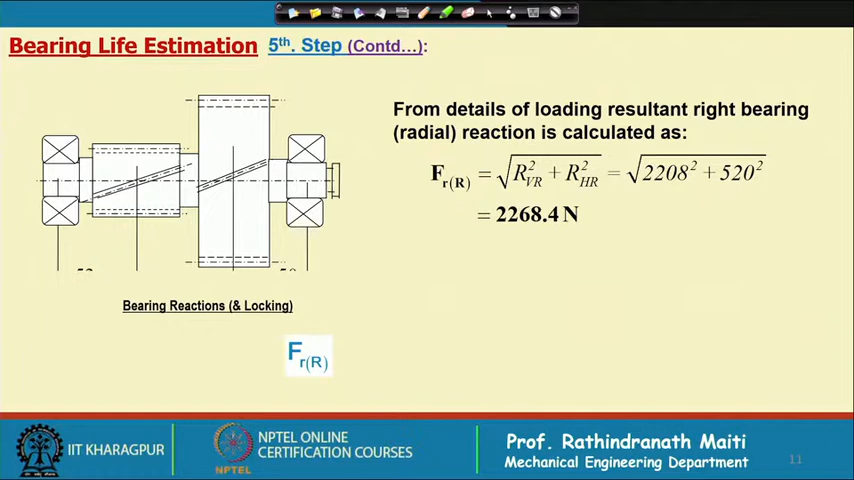 Bearing Life Estimation 5th. Step (Contd...):
From details of loading resultant right bearing
(radial) reaction is calculated as:
F r(R) = √(R²VR + R²HR) = √(2208² + 520²)
= 2268.4 N
Bearing Reactions (& Locking)
F r(R)
IIT KHARAGPUR
NPTEL
NPTEL ONLINE
CERTIFICATION COURSES
Prof. Rathindranath Maiti
Mechanical Engineering Department
11